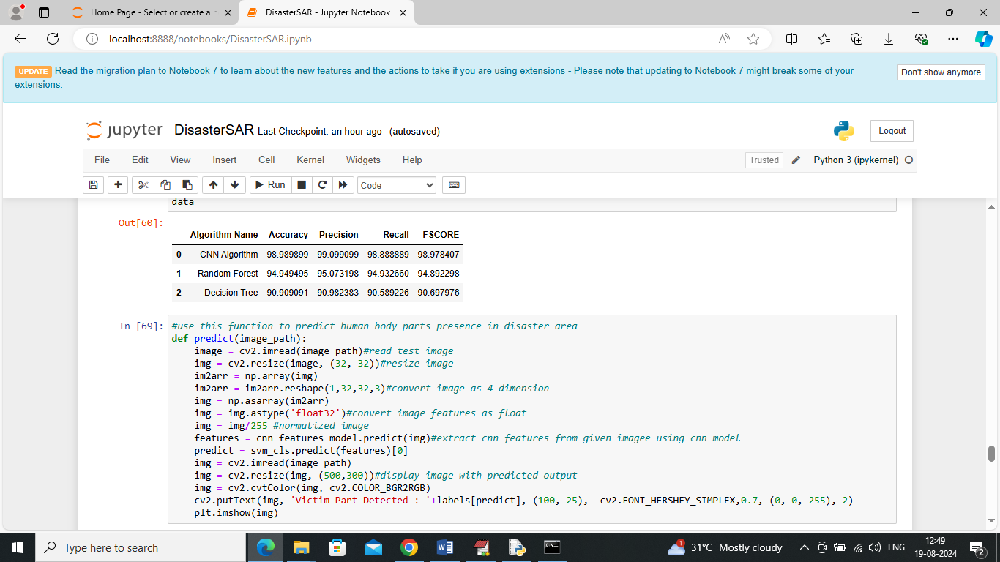 Home Page - Select or create a n
DisasterSAR - Jupyter Notebook
localhost:8888/notebooks/DisasterSAR.ipynb
UPDATE Read the migration plan to Notebook 7 to learn about the new features and the actions to take if you are using extensions - Please note that updating to Notebook 7 might break some of your
extensions.
Don't show anymore
jupyter DisasterSAR Last Checkpoint: an hour ago (autosaved)
Logout
File Edit View Insert Cell Kernel Widgets Help
Trusted
Python 3 (ipykernel)
Run
Code
data
Out[60]:
Algorithm Name Accuracy Precision Recall FSCORE
0 CNN Algorithm 98.989899 99.099099 98.888889 98.978407
1 Random Forest 94.949495 95.073198 94.932660 94.892298
2 Decision Tree 90.909091 90.982383 90.589226 90.697976
In [69]: #use this function to predict human body parts presence in disaster area
def predict(image_path):
    image = cv2.imread(image_path)#read test image
    img = cv2.resize(image, (32, 32))#resize image
    im2arr = np.array(img)
    im2arr = im2arr.reshape(1,32,32,3)#convert image as 4 dimension
    img = np.asarray(im2arr)
    img = img.astype('float32')#convert image features as float
    img = img/255 #normalized image
    features = cnn_features_model.predict(img)#extract cnn features from given imagee using cnn model
    predict = svm_cls.predict(features)[0]
    img = cv2.imread(image_path)
    img = cv2.resize(img, (500,300))#display image with predicted output
    img = cv2.cvtColor(img, cv2.COLOR_BGR2RGB)
    cv2.putText(img, 'Victim Part Detected : '+labels[predict], (100, 25),  cv2.FONT_HERSHEY_SIMPLEX,0.7, (0, 0, 255), 2)
    plt.imshow(img)
Type here to search
1
31°C Mostly cloudy
ENG
12:49
19-08-2024
2